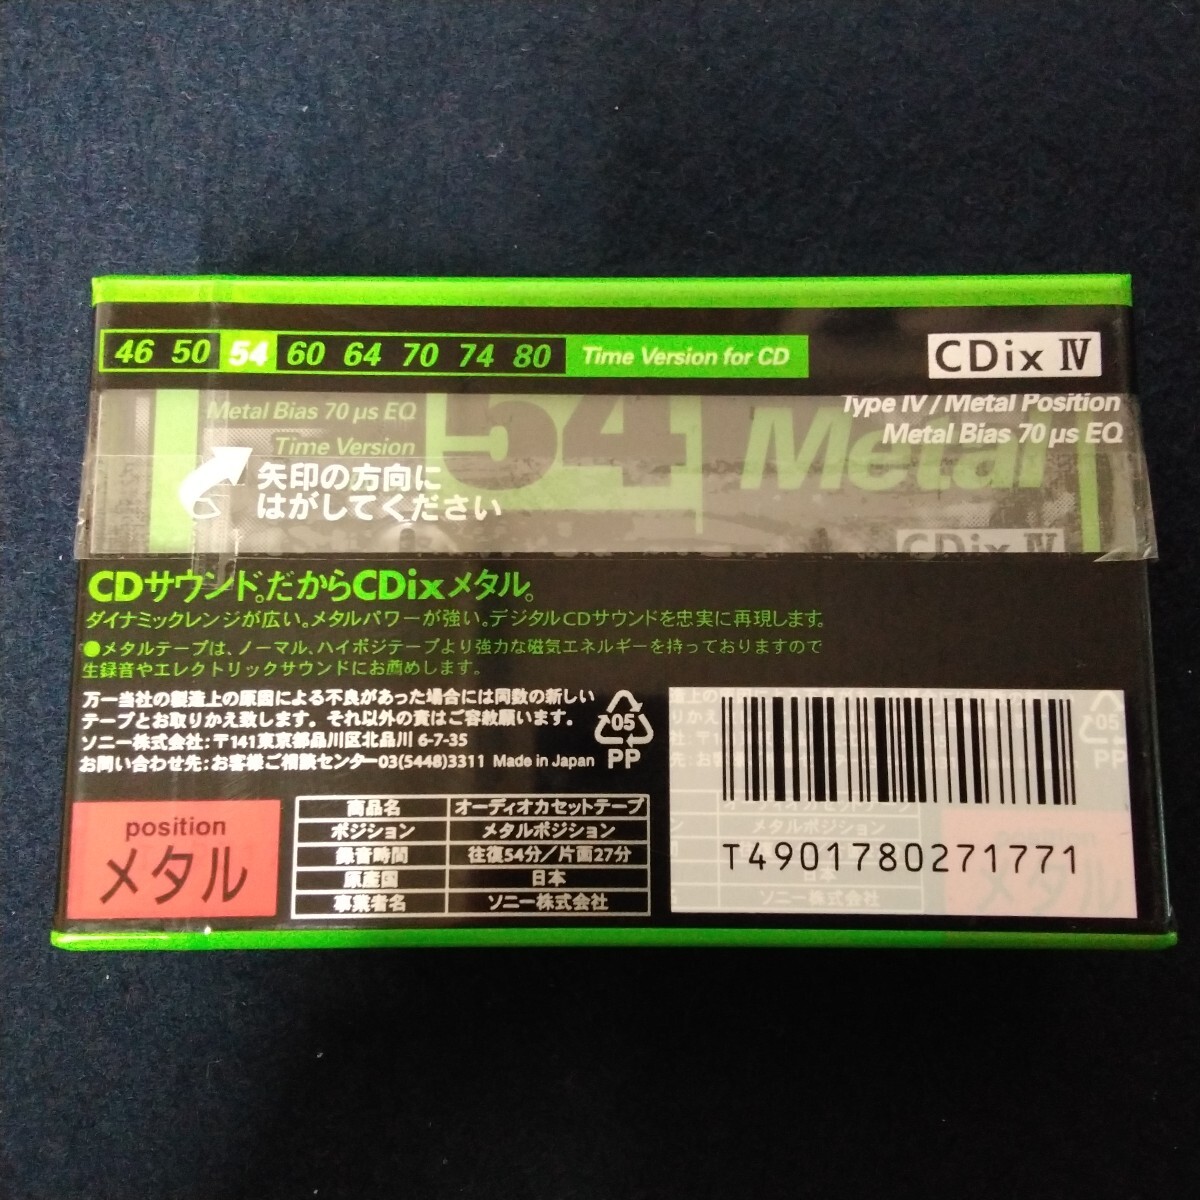 46 50 54 60 64 70 74 80 Time Version for CD
CDix Ⅳ
Metal Bias 70 μs EQ
Time Version
54
Metal
Type Ⅳ / Metal Position
Metal Bias 70 μs EQ
矢印の方向に
はがしてください
CDix Ⅳ
CDサウンド。だからCDixメタル。
ダイナミックレンジが広い。メタルパワーが強い。デジタルCDサウンドを忠実に再現します。
●メタルテープは、ノーマル、ハイポジテープより強力な磁気エネルギーを持っておりますので
生録音やエレクトリックサウンドにお薦めします。
万一当社の製造上の原因による不良があった場合には同数の新しい
テープとお取りかえ致します。それ以外の責はご容赦願います。
ソニー株式会社:〒141東京都品川区北品川 6-7-35
お問い合わせ先:お客様ご相談センター03(5448)3311 Made in Japan
05
PP
05
PP
position
メタル
商品名 オーディオカセットテープ
ポジション メタルポジション
録音時間 往復54分/片面27分
原産国 日本
事業者名 ソニー株式会社
T4901780271771